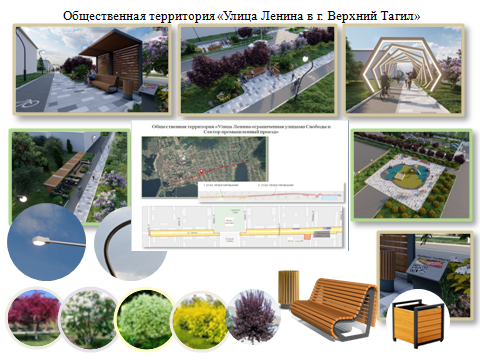 Общественная территория «Улица Ленина в г. Верхний Тагил»
Общественная территория «Улица Ленина ограниченная улицами Свободы и
Сектор промышленный проезд»